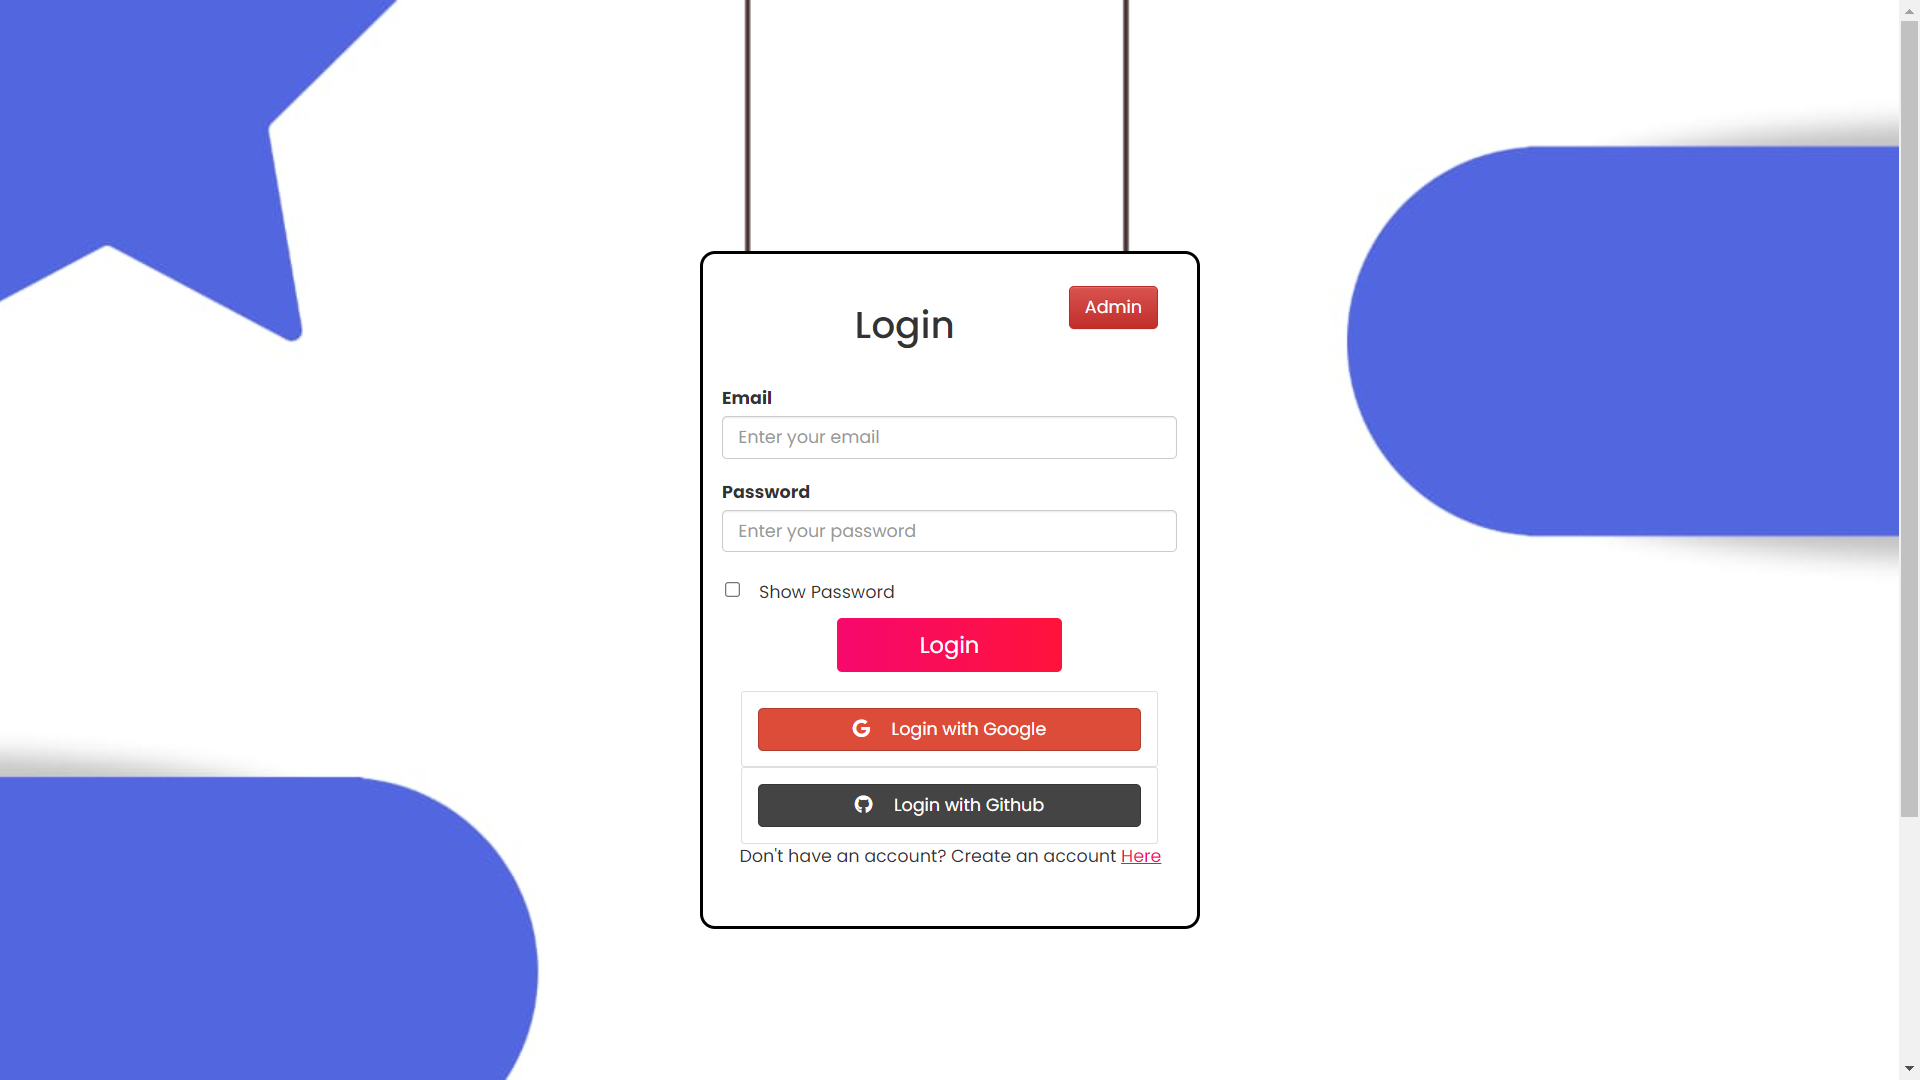 Admin
Login
Email
Enter your email
Password
Enter your password
Show Password
Login
Login with Google
Login with Github
Don't have an account? Create an account Here